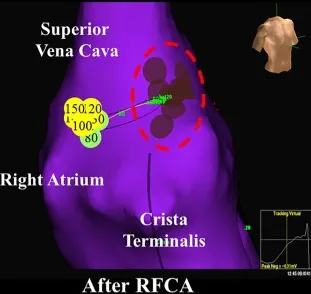 Superior
Vena Cava
150
120
100
80
Right Atrium
Crista
Terminalis
Tracking Virtual
After RFCA